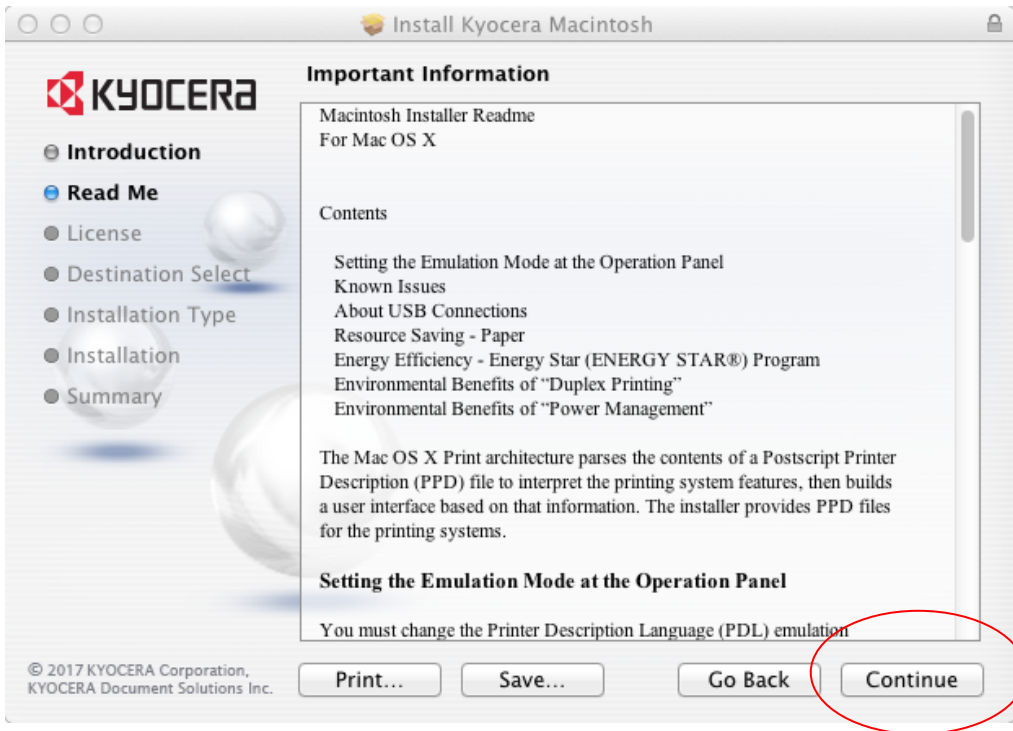 Install Kyocera Macintosh
KYOCERA
Introduction
Read Me
License
Destination Select
Installation Type
Installation
Summary
Important Information
Macintosh Installer Readme
For Mac OS X
Contents
Setting the Emulation Mode at the Operation Panel
Known Issues
About USB Connections
Resource Saving - Paper
Energy Efficiency - Energy Star (ENERGY STAR®) Program
Environmental Benefits of “Duplex Printing”
Environmental Benefits of “Power Management”
The Mac OS X Print architecture parses the contents of a Postscript Printer
Description (PPD) file to interpret the printing system features, then builds
a user interface based on that information. The installer provides PPD files
for the printing systems.
Setting the Emulation Mode at the Operation Panel
You must change the Printer Description Language (PDL) emulation
© 2017 KYOCERA Corporation,
KYOCERA Document Solutions Inc.
Print...
Save...
Go Back
Continue